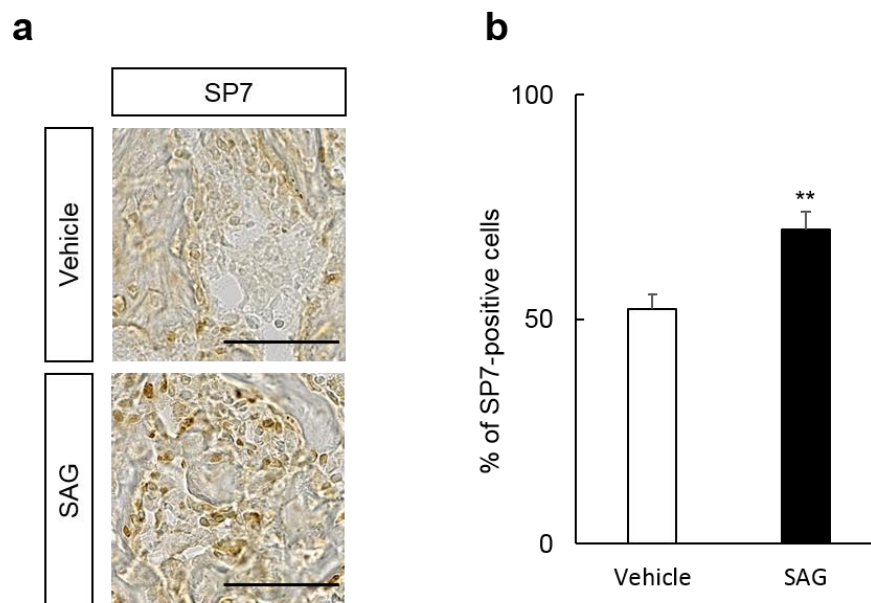 a
SP7
Vehicle
SAG
b
% of SP7-positive cells
100
50
0
**
Vehicle
SAG